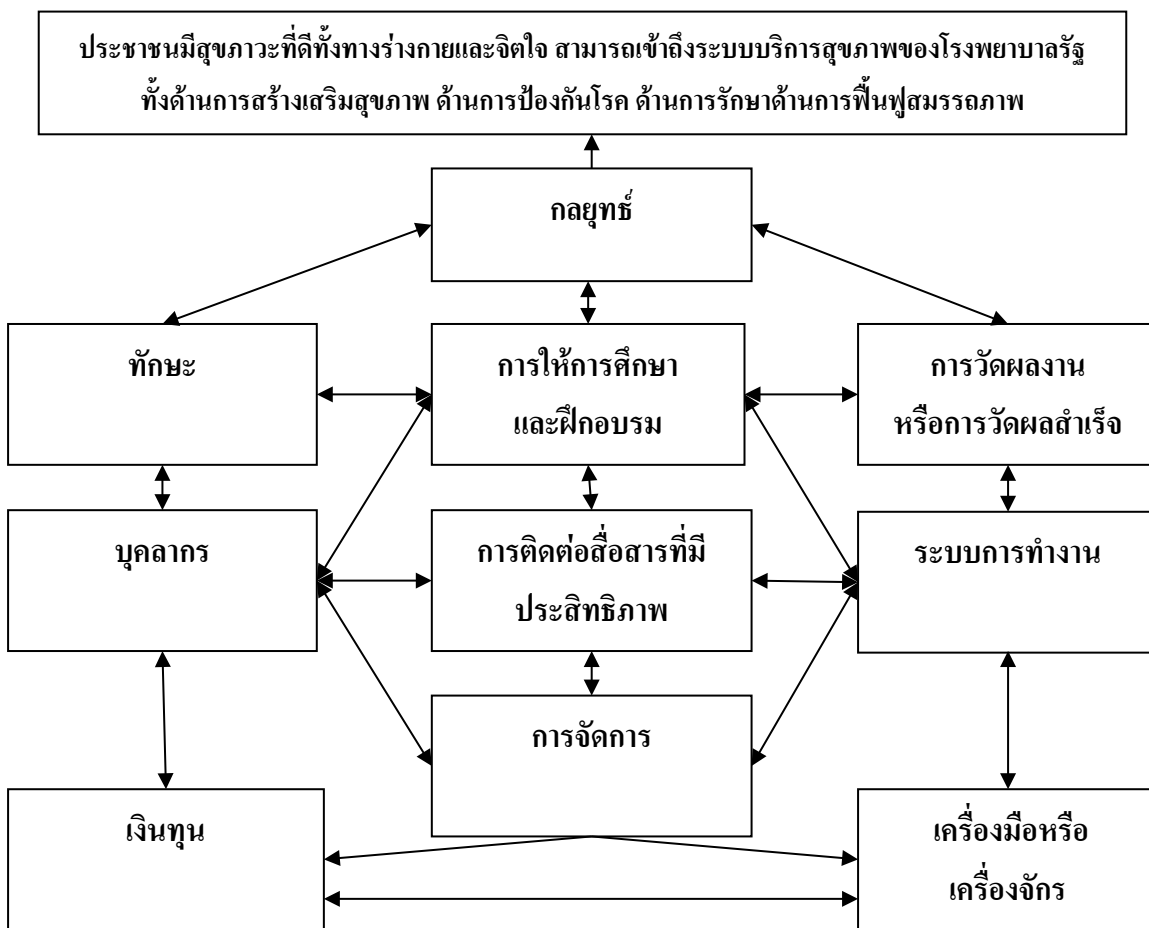 ประชาชนมีสุขภาวะที่ดีทั้งทางร่างกายและจิตใจ สามารถเข้าถึงระบบบริการสุขภาพของโรงพยาบาลรัฐ
ทั้งด้านการสร้างเสริมสุขภาพ ด้านการป้องกันโรค ด้านการรักษาด้านการฟื้นฟูสมรรถภาพ
กลยุทธ์
ทักษะ
การให้การศึกษา
และฝึกอบรม
การวัดผลงาน
หรือการวัดผลสำเร็จ
บุคลากร
การติดต่อสื่อสารที่มี
ประสิทธิภาพ
ระบบการทำงาน
การจัดการ
เงินทุน
เครื่องมือหรือ
เครื่องจักร